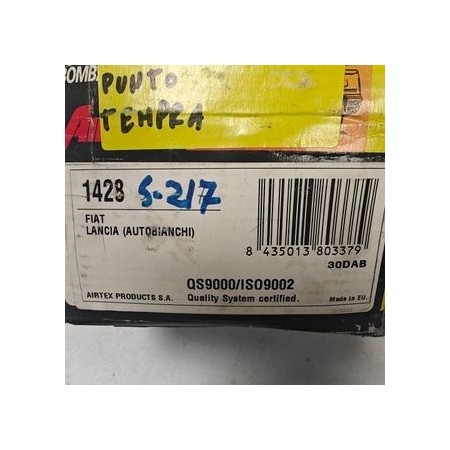 OMB
PUNTO
TEMPRA
1428 S-217
FIAT
LANCIA (AUTOBIANCHI)
8 435013 803379
30DAB
QS9000/ISO9002
AIRTEX PRODUCTS S.A. Quality System certified. Made in EU.